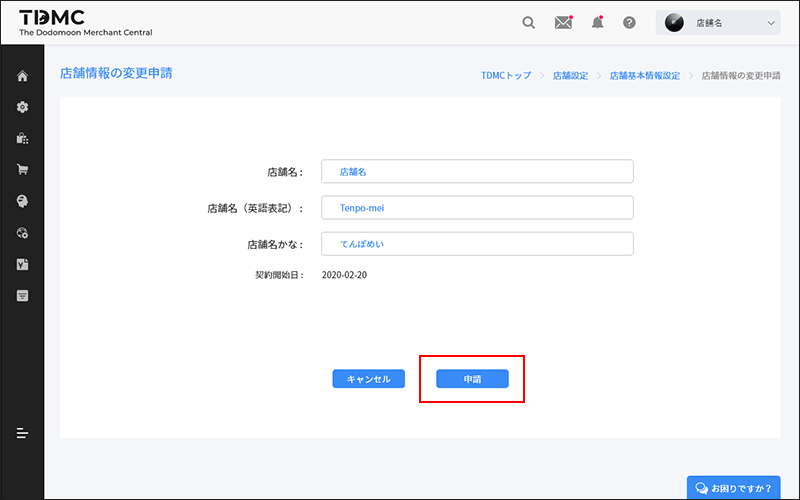 TDMC
The Dodomoon Merchant Central
店舗名
店舗情報の変更申請
TDMCトップ > 店舗設定 > 店舗基本情報設定 > 店舗情報の変更申請
店舗名 : 店舗名
店舗名（英語表記） : Tenpo-mei
店舗名かな : てんぽめい
契約開始日 : 2020-02-20
キャンセル 申請
お困りですか？